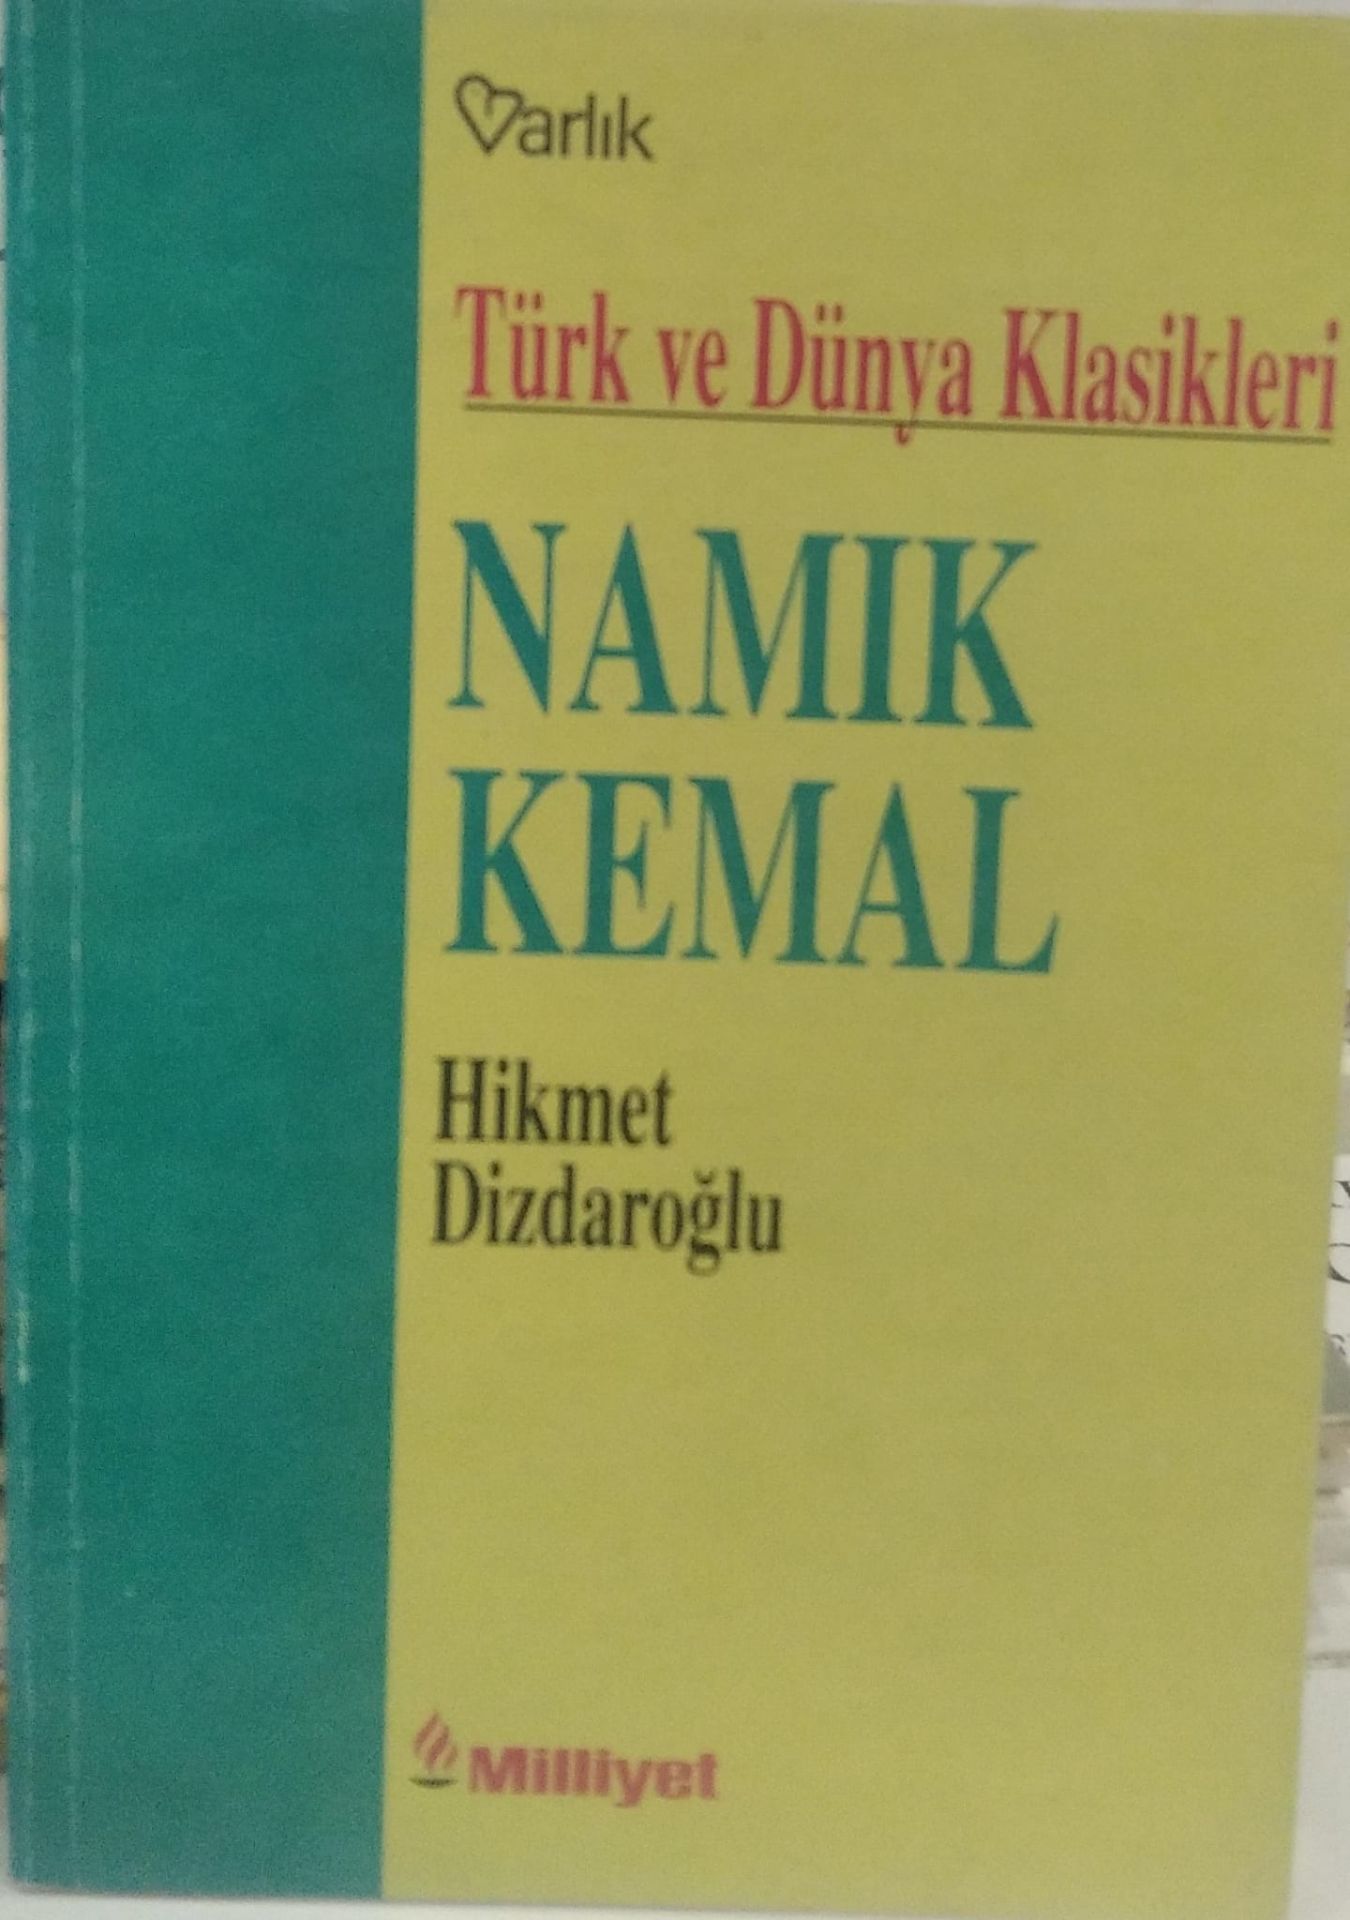 Varlık
Türk ve Dünya Klasikleri
NAMIK
KEMAL
Hikmet
Dizdaroğlu
Milliyet